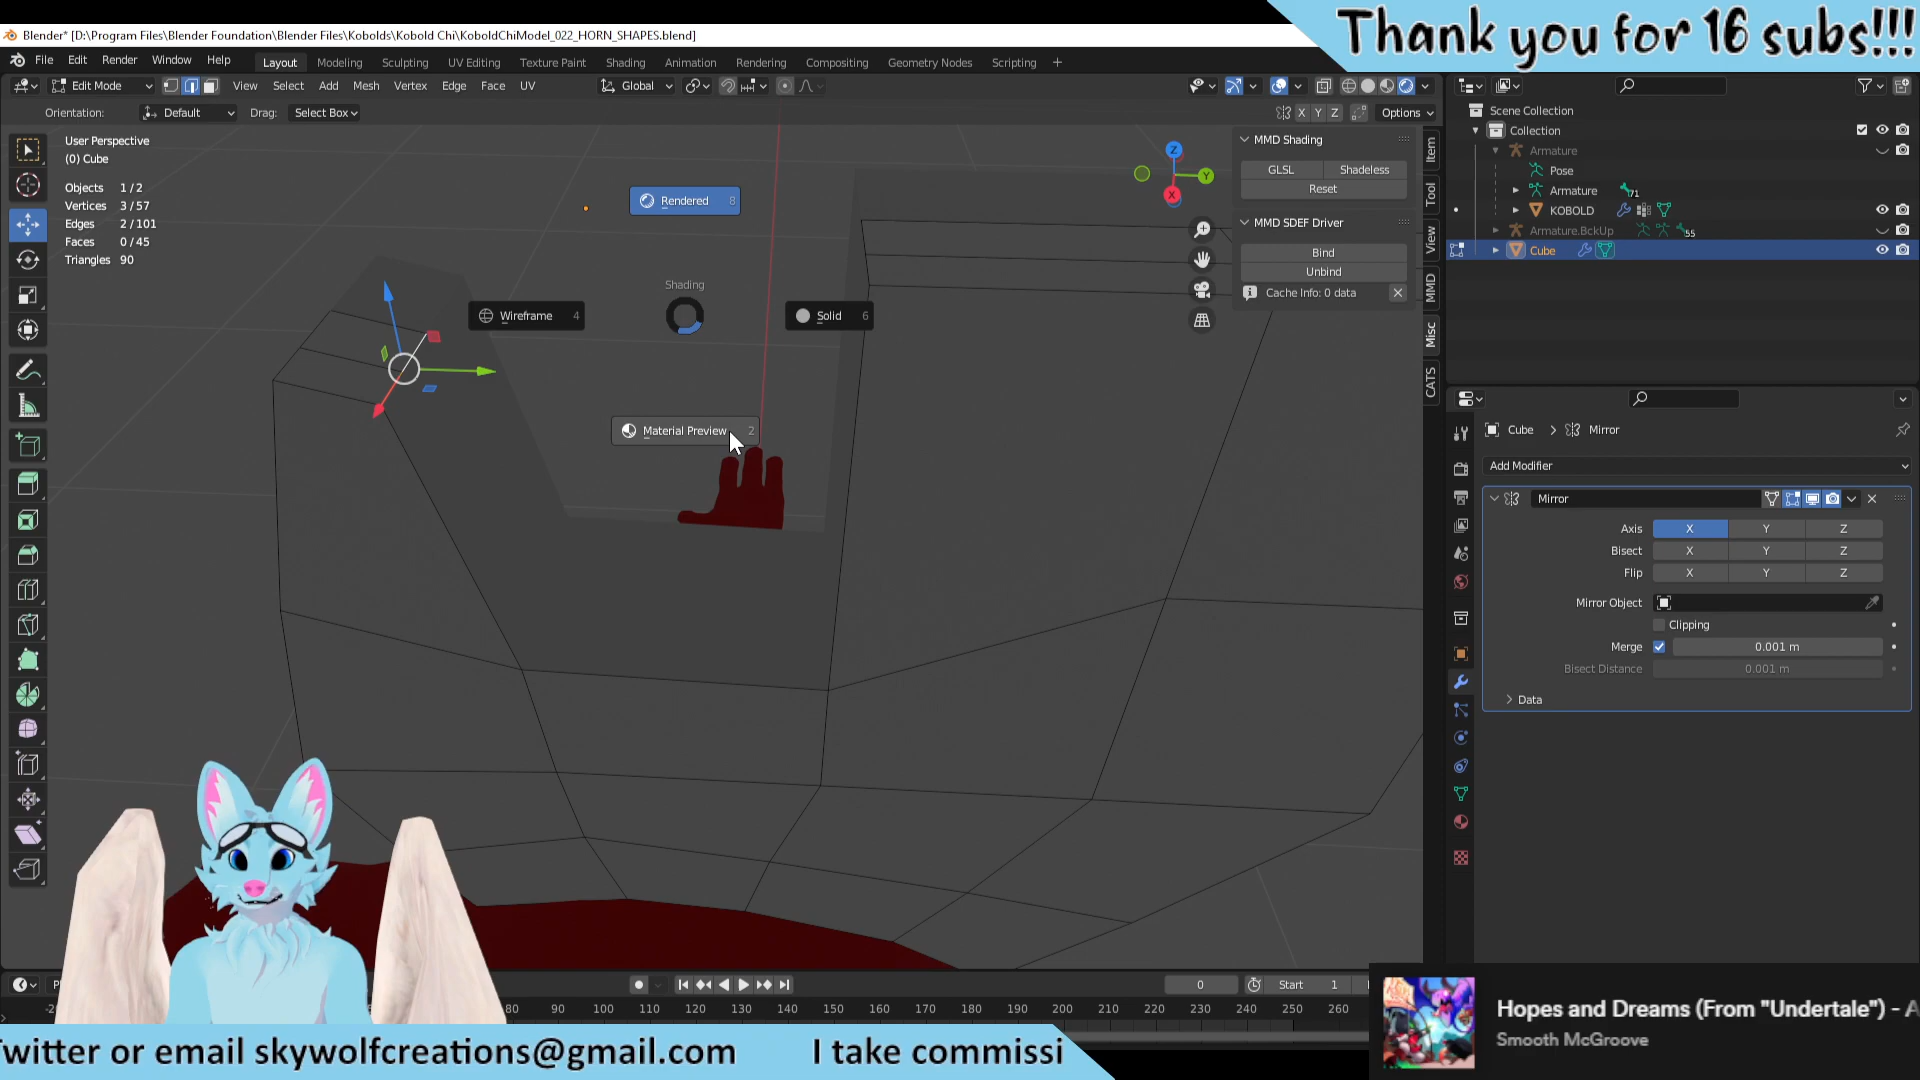 Thank you for 16 subs!!!
Blender* [D:\Program Files\Blender Foundation\Blender Files\Kobolds\Kobold Chi\KoboldChiModel_022_HORN_SHAPES.blend]
File Edit Render Window Help
Layout Modeling Sculpting UV Editing Texture Paint Shading Animation Rendering Compositing Geometry Nodes Scripting +
Edit Mode View Select Add Mesh Vertex Edge Face UV Global
Orientation: Default Drag: Select Box X Y Z Options
User Perspective
(0) Cube
Objects 1 / 2
Vertices 3 / 57
Edges 2 / 101
Faces 0 / 45
Triangles 90
Rendered 8
Shading
Wireframe 4
Solid 6
Material Preview 2
Z
Y
X
MMD Shading
GLSL Shadeless
Reset
MMD SDEF Driver
Bind
Unbind
Cache Info: 0 data
Item
Tool
View
MMD
Misc
CATS
Scene Collection
Collection
Armature
Pose
Armature 71
KOBOLD
Armature.BckUp 55
Cube
Cube > Mirror
Add Modifier
Mirror
Axis X Y Z
Bisect X Y Z
Flip X Y Z
Mirror Object
Clipping
Merge 0.001 m
Bisect Distance 0.001 m
Data
0 Start 1
80 90 100 110 120 130 140 150 160 170 180 190 200 210 220 230 240 250 260
Hopes and Dreams (From "Undertale") - A
Smooth McGroove
Twitter or email skywolfcreations@gmail.com I take commissi